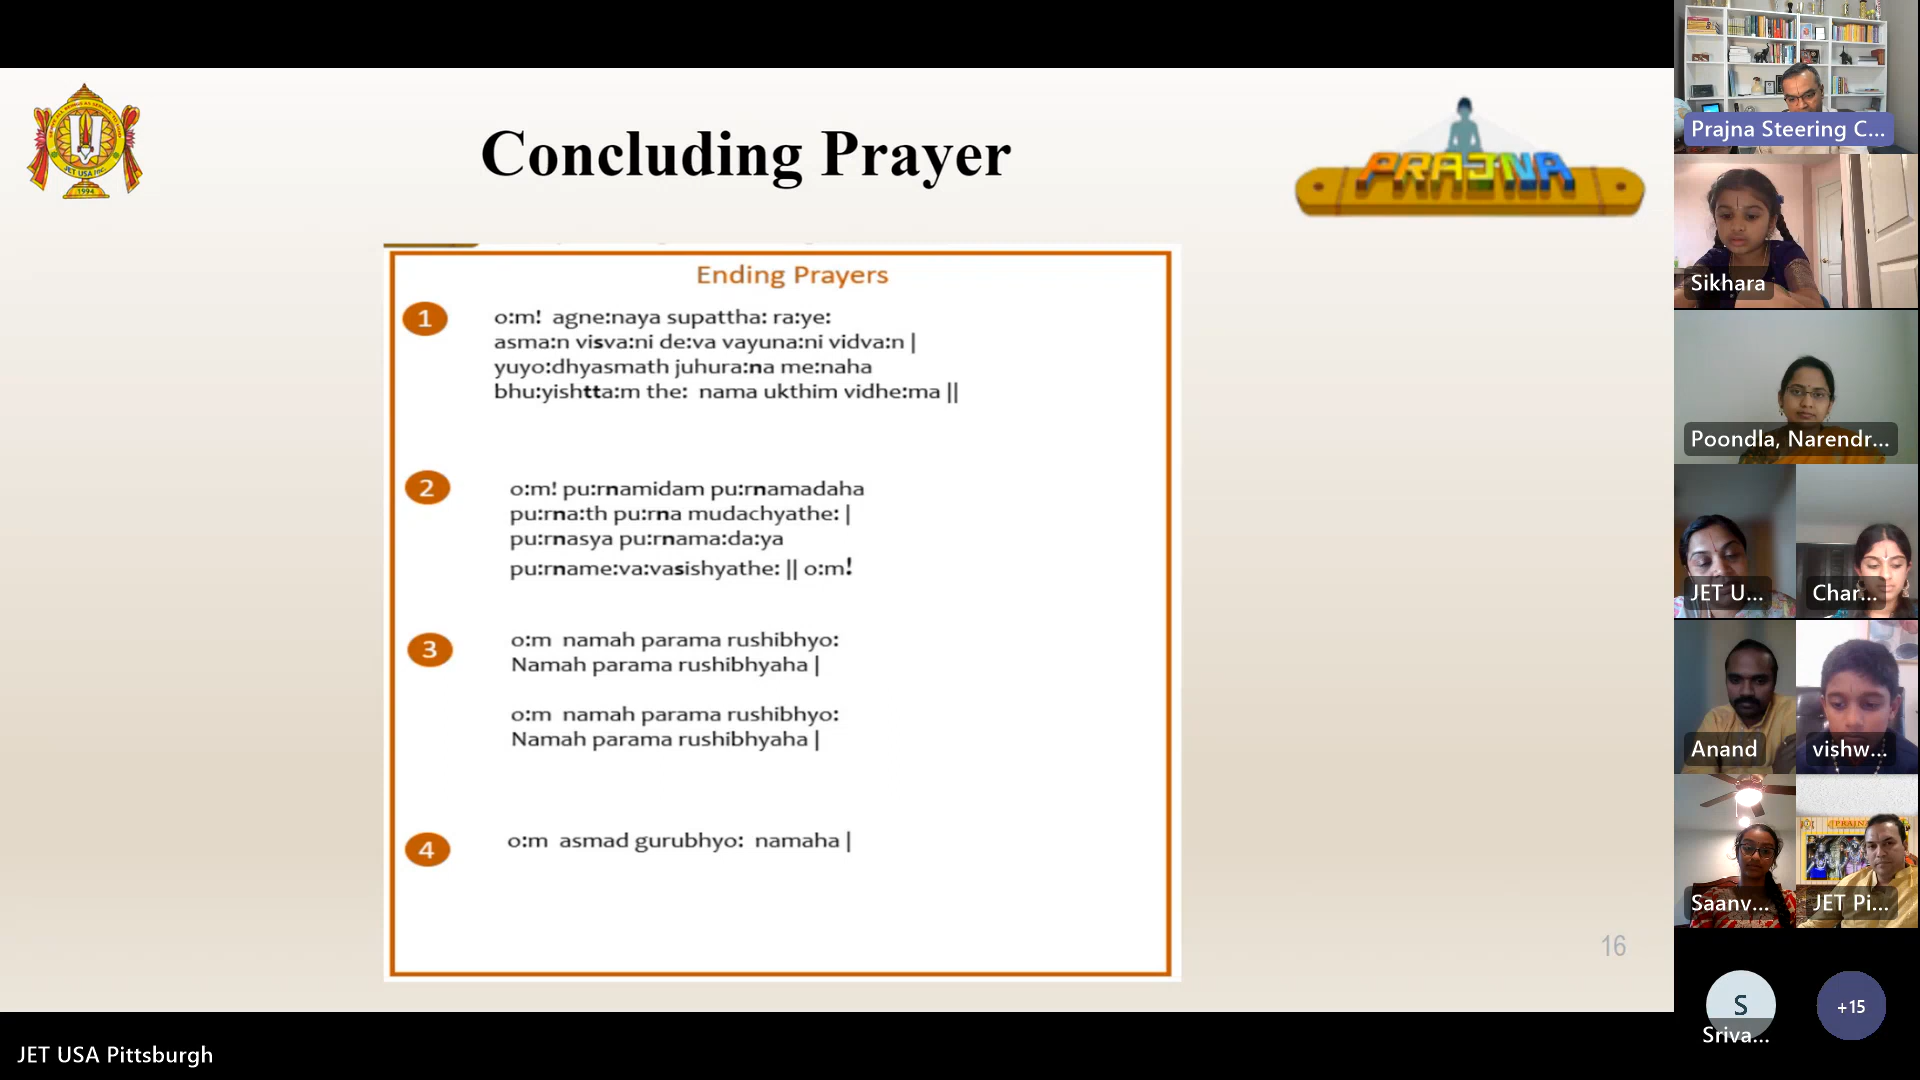 Concluding Prayer
JET USA Inc.
1994
PRAJNA
Ending Prayers
1
o:m!  agne:naya supattha: ra:ye:
asma:n visva:ni de:va vayuna:ni vidva:n |
yuyo:dhyasmath juhura:na me:naha
bhu:yishtta:m the:  nama ukthim vidhe:ma ||
2
o:m! pu:rnamidam pu:rnamadaha
pu:rna:th pu:rna mudachyathe: |
pu:rnasya pu:rnama:da:ya
pu:rname:va:vasishyathe: || o:m!
3
o:m  namah parama rushibhyo:
Namah parama rushibhyaha |
o:m  namah parama rushibhyo:
Namah parama rushibhyaha |
4
o:m  asmad gurubhyo:  namaha |
16
JET USA Pittsburgh
Prajna Steering C...
Sikhara
Poondla, Narendr...
JET U...
Char...
Anand
vishw...
Saanv...
JET Pi...
S
Sriva...
+15